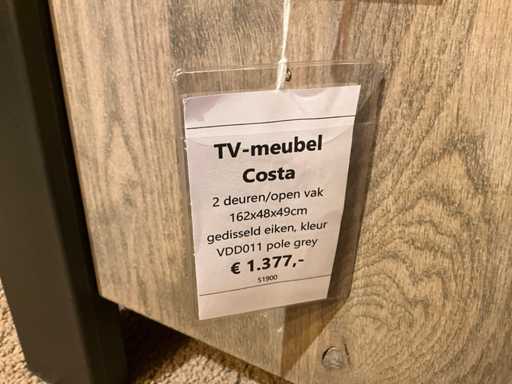 TV-meubel
Costa
2 deuren/open vak
162x48x49cm
gedisseld eiken, kleur
VDD011 pole grey
€ 1.377,-
51900